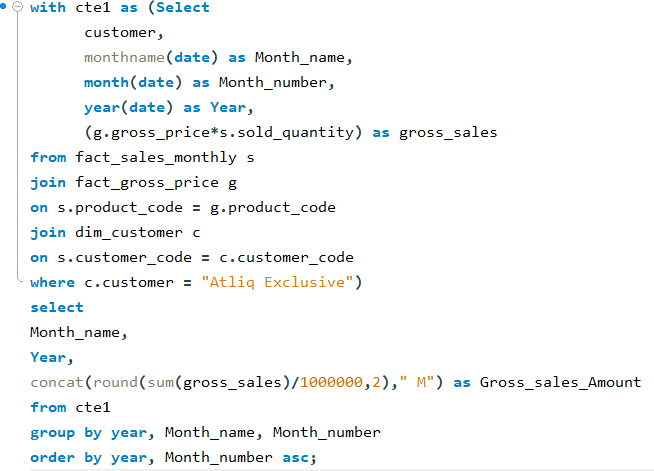 with cte1 as (Select
customer,
monthname(date) as Month_name,
month(date) as Month_number,
year(date) as Year,
(g.gross_price*s.sold_quantity) as gross_sales
from fact_sales_monthly s
join fact_gross_price g
on s.product_code = g.product_code
join dim_customer c
on s.customer_code = c.customer_code
where c.customer = "Atliq Exclusive")
select
Month_name,
Year,
concat(round(sum(gross_sales)/1000000,2)," M") as Gross_sales_Amount
from cte1
group by year, Month_name, Month_number
order by year, Month_number asc;